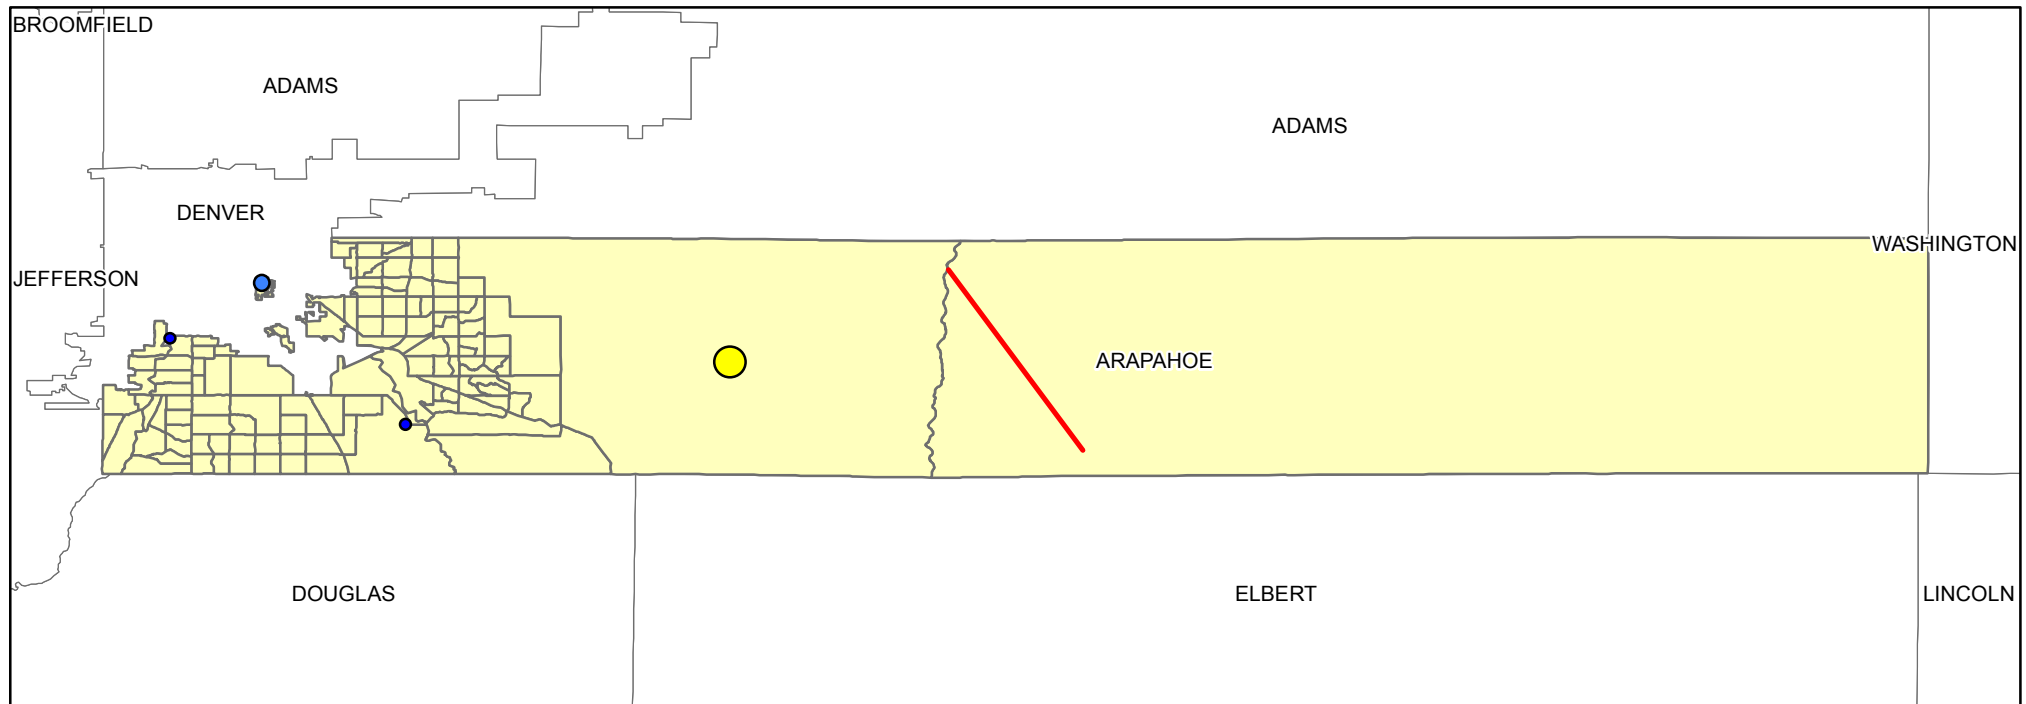 BROOMFIELD
ADAMS
ADAMS
DENVER
WASHINGTON
JEFFERSON
ARAPAHOE
DOUGLAS
ELBERT
LINCOLN